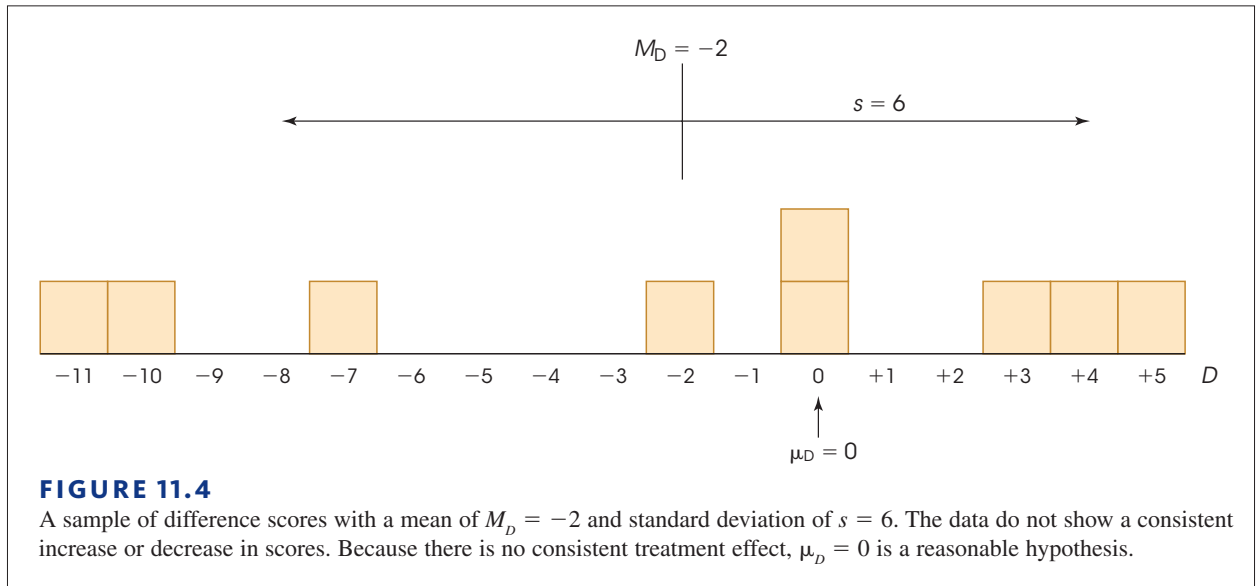 M_D = −2
s = 6
−11 −10 −9 −8 −7 −6 −5 −4 −3 −2 −1 0 +1 +2 +3 +4 +5 D
μ_D = 0
FIGURE 11.4
A sample of difference scores with a mean of M_D = −2 and standard deviation of s = 6. The data do not show a consistent
increase or decrease in scores. Because there is no consistent treatment effect, μ_D = 0 is a reasonable hypothesis.